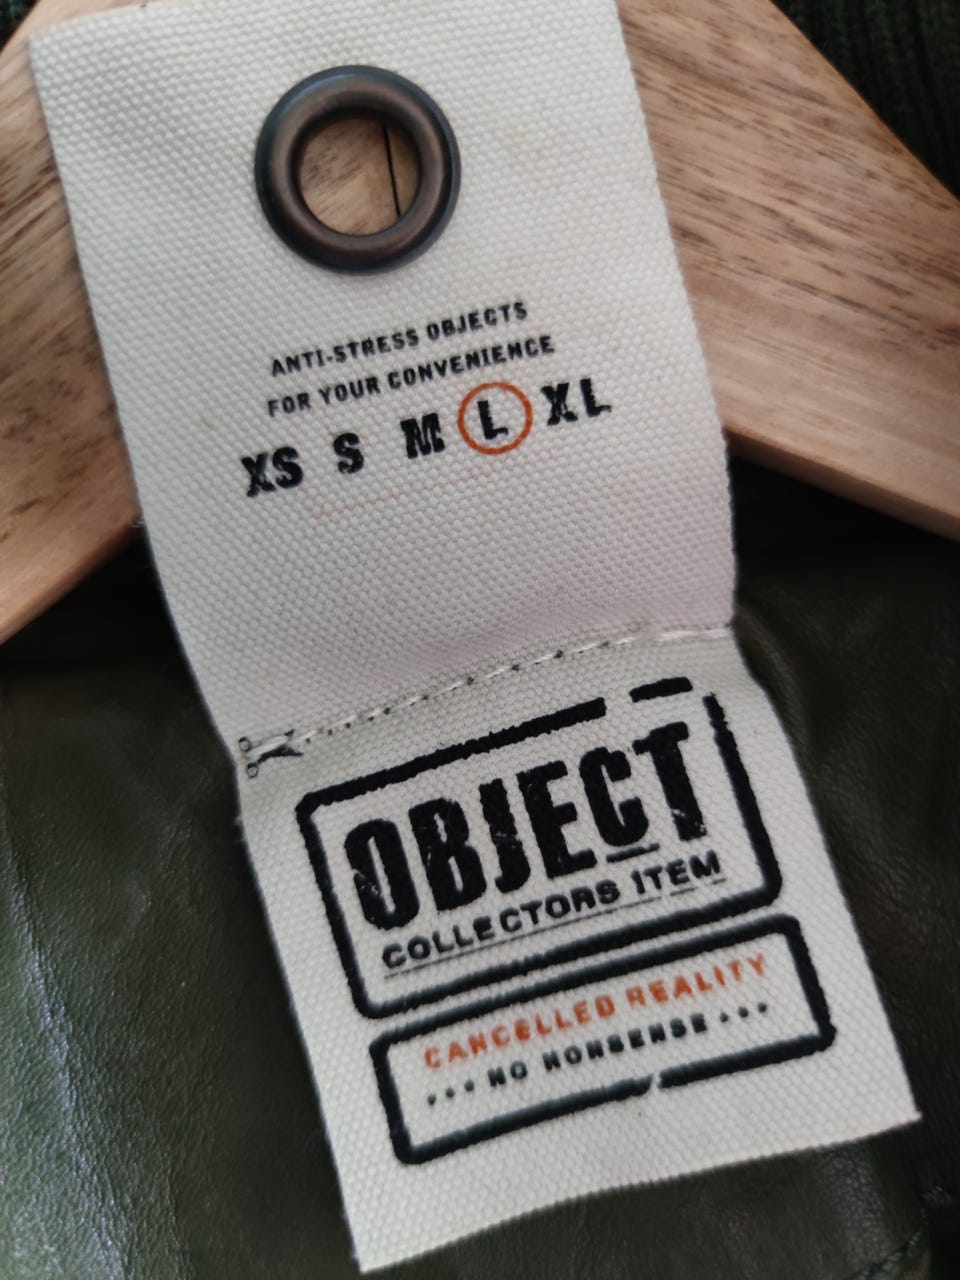 ANTI-STRESS OBJECTS
FOR YOUR CONVENIENCE
XS S M L XL
OBJECT
COLLECTORS ITEM
CANCELLED REALITY
... NO NONSENSE ...